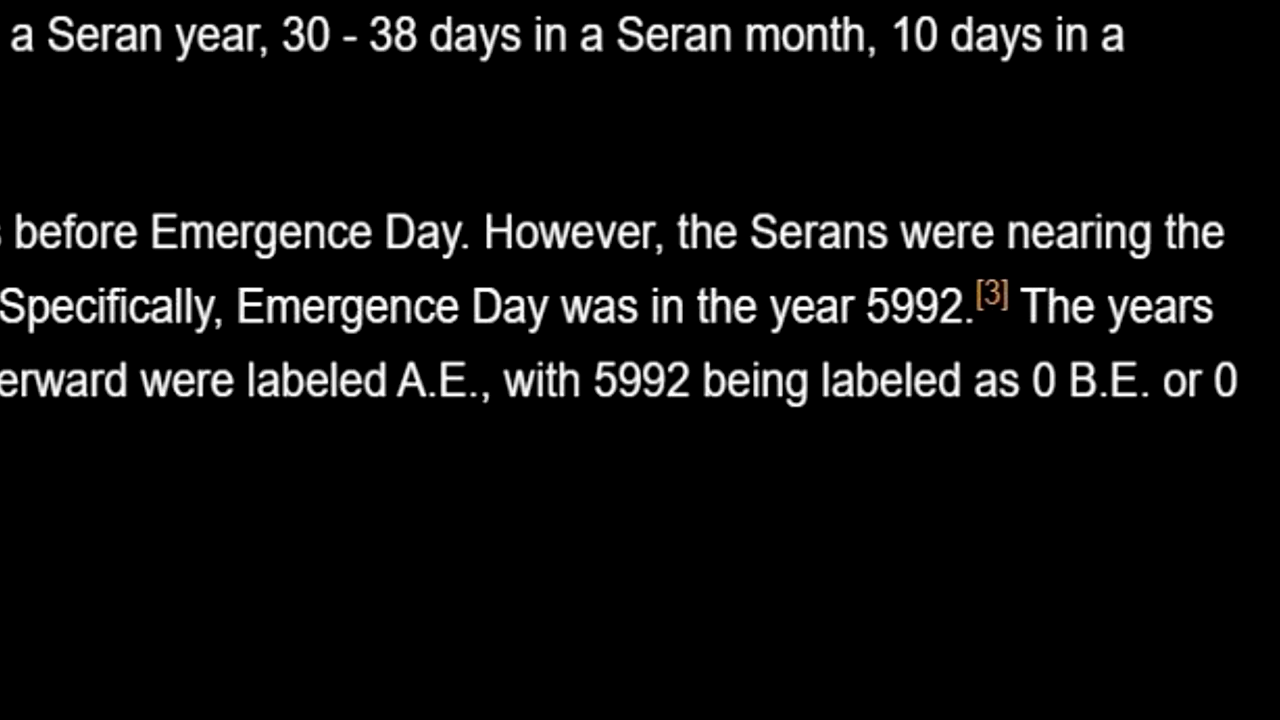 a Seran year, 30 - 38 days in a Seran month, 10 days in a
before Emergence Day. However, the Serans were nearing the
Specifically, Emergence Day was in the year 5992.[3] The years
erward were labeled A.E., with 5992 being labeled as 0 B.E. or 0